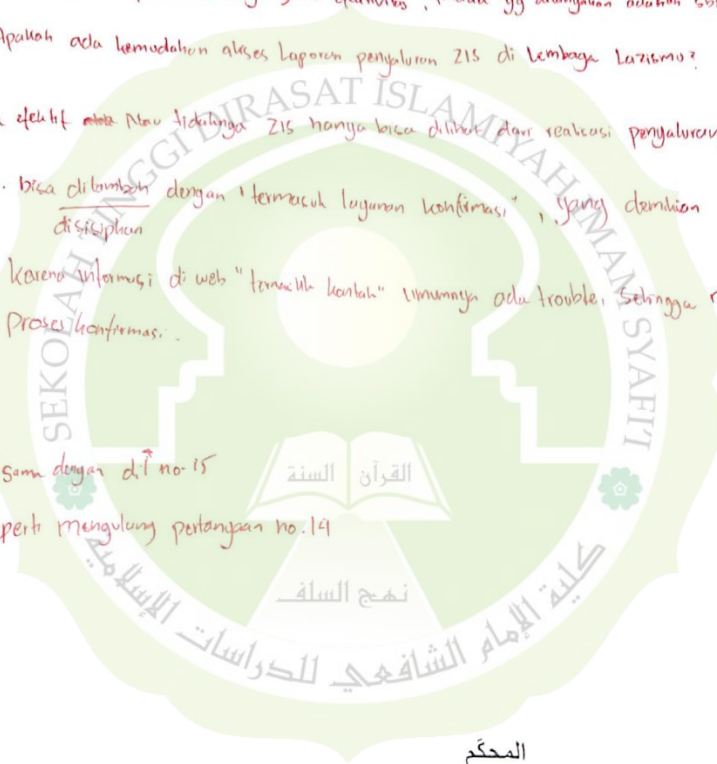 Apakah ada kemudahan akses Laporan penyaluran ZIS di Lembaga Lazismu?
efektif atau tidaknya ZIS hanya bisa dilihat dari realisasi penyaluran
bisa ditambah dengan "termasuk layanan konfirmasi", yang demikian
disisipkan
karena informasi di web "termasuk kontak" umumnya ada trouble, sehingga
Proses konfirmasi.
sama dengan di no. 15
perti mengulang pertanyaan no. 14
SEKOLAH TINGGI DIRASAT ISLAMIYAH IMAM SYAFI'I
القرآن السنة
نهج السلف
كلية الإمام الشافعي للدراسات الإسلامية
المحكّم